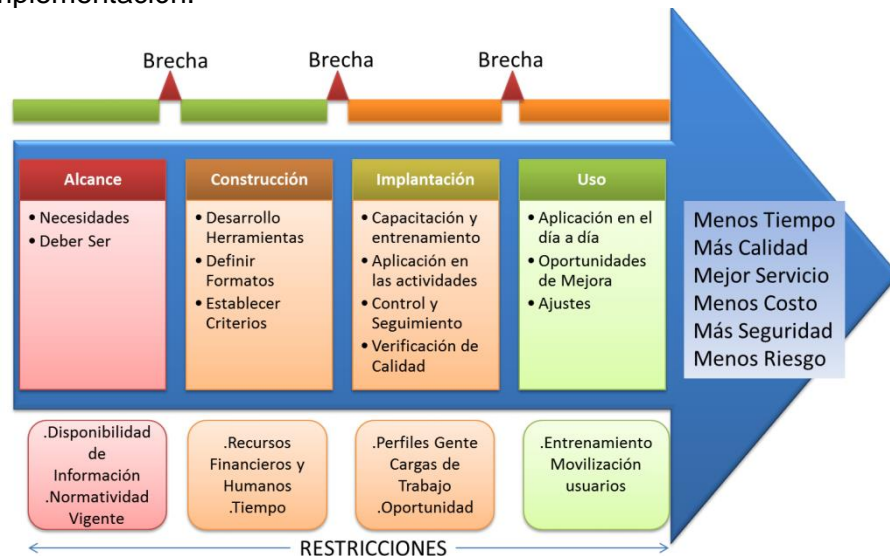 Brecha
Brecha
Brecha
Alcance
• Necesidades
• Deber Ser
Construcción
• Desarrollo
Herramientas
• Definir
Formatos
• Establecer
Criterios
Implantación
• Capacitación y
entrenamiento
• Aplicación en
las actividades
• Control y
Seguimiento
• Verificación de
Calidad
Uso
• Aplicación en el
día a día
• Oportunidades
de Mejora
• Ajustes
Menos Tiempo
Más Calidad
Mejor Servicio
Menos Costo
Más Seguridad
Menos Riesgo
.Disponibilidad
de
Información
.Normatividad
Vigente
.Recursos
Financieros y
Humanos
.Tiempo
.Perfiles Gente
Cargas de
Trabajo
.Oportunidad
.Entrenamiento
Movilización
usuarios
RESTRICCIONES